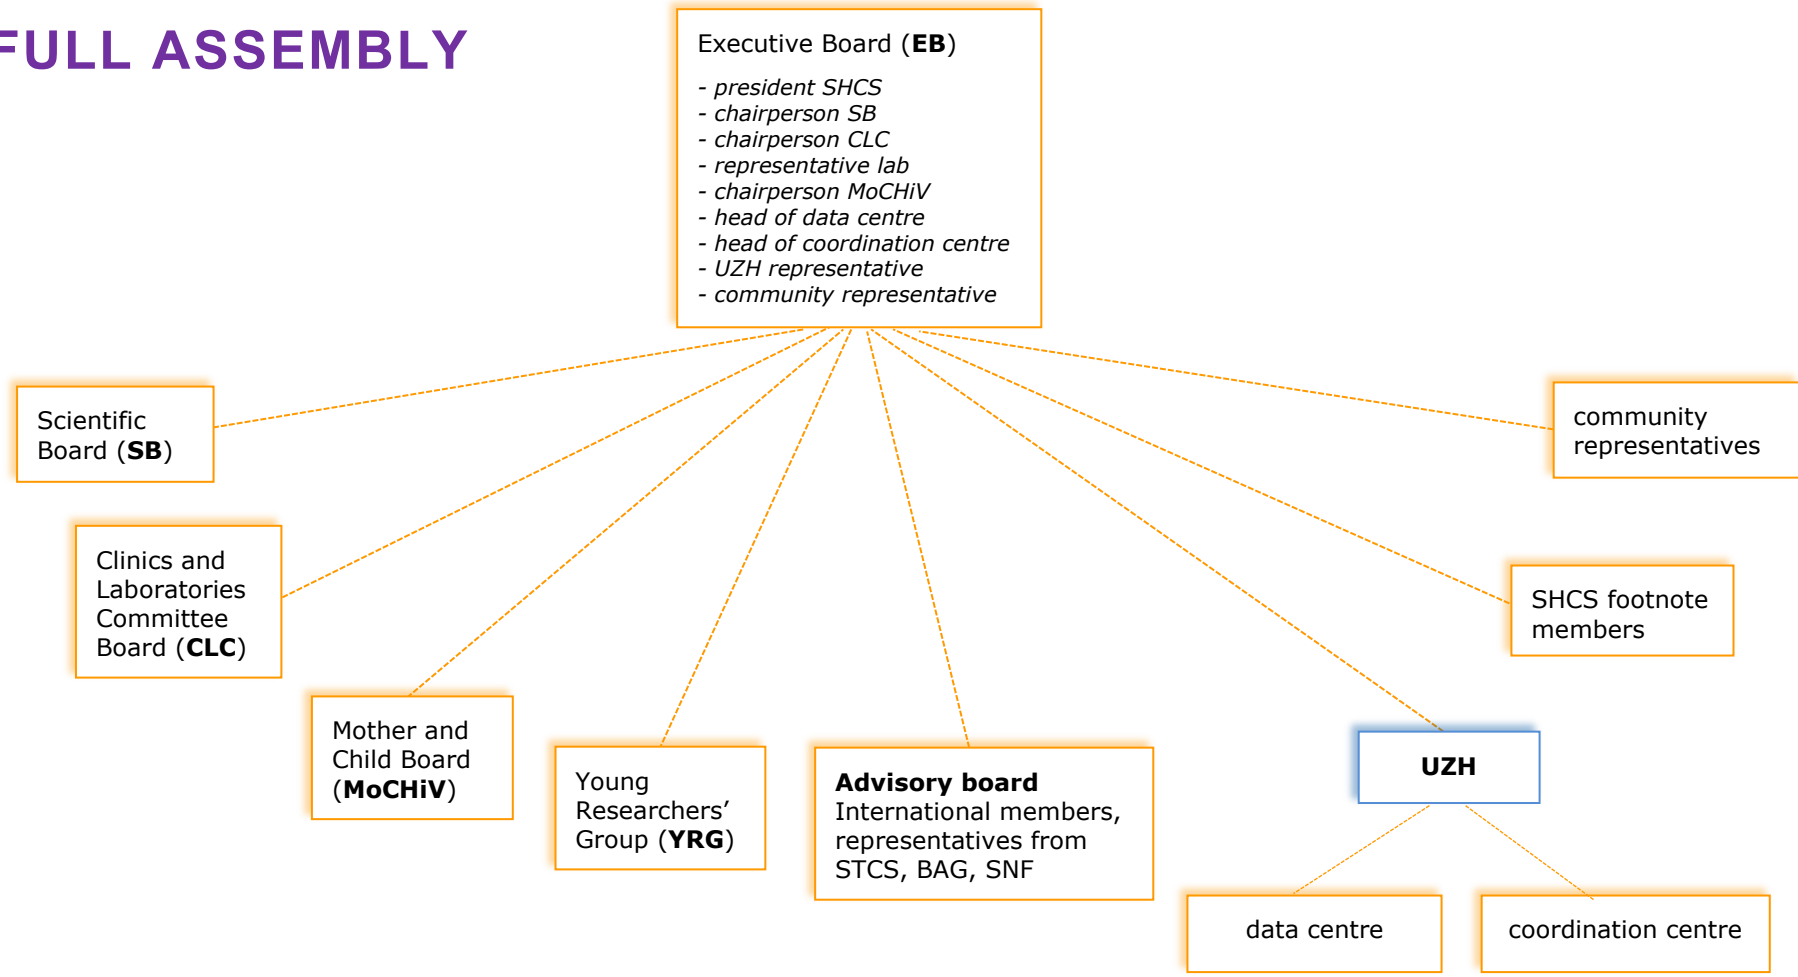 FULL ASSEMBLY
Executive Board (EB)
- president SHCS
- chairperson SB
- chairperson CLC
- representative lab
- chairperson MoCHiV
- head of data centre
- head of coordination centre
- UZH representative
- community representative
Scientific
Board (SB)
community
representatives
Clinics and
Laboratories
Committee
Board (CLC)
SHCS footnote
members
Mother and
Child Board
(MoCHiV)
Young
Researchers’
Group (YRG)
Advisory board
International members,
representatives from
STCS, BAG, SNF
UZH
data centre
coordination centre